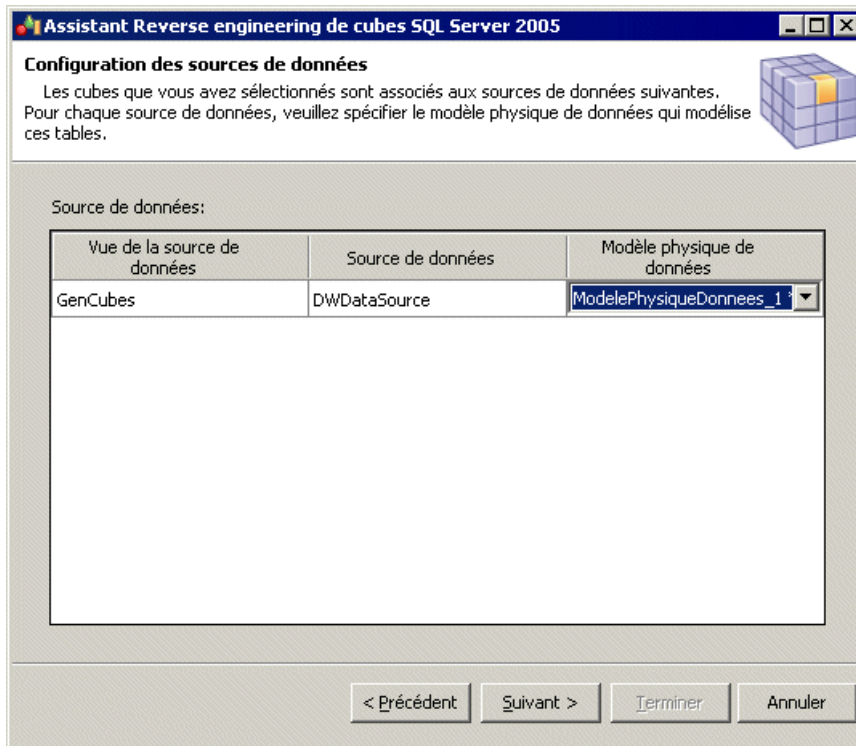 Assistant Reverse engineering de cubes SQL Server 2005
Configuration des sources de données
Les cubes que vous avez sélectionnés sont associés aux sources de données suivantes.
Pour chaque source de données, veuillez spécifier le modèle physique de données qui modélise
ces tables.
Source de données:
Vue de la source de
données
Source de données
Modèle physique de
données
GenCubes
DWDataSource
ModelePhysiqueDonnees_1 *
< Précédent
Suivant >
Terminer
Annuler